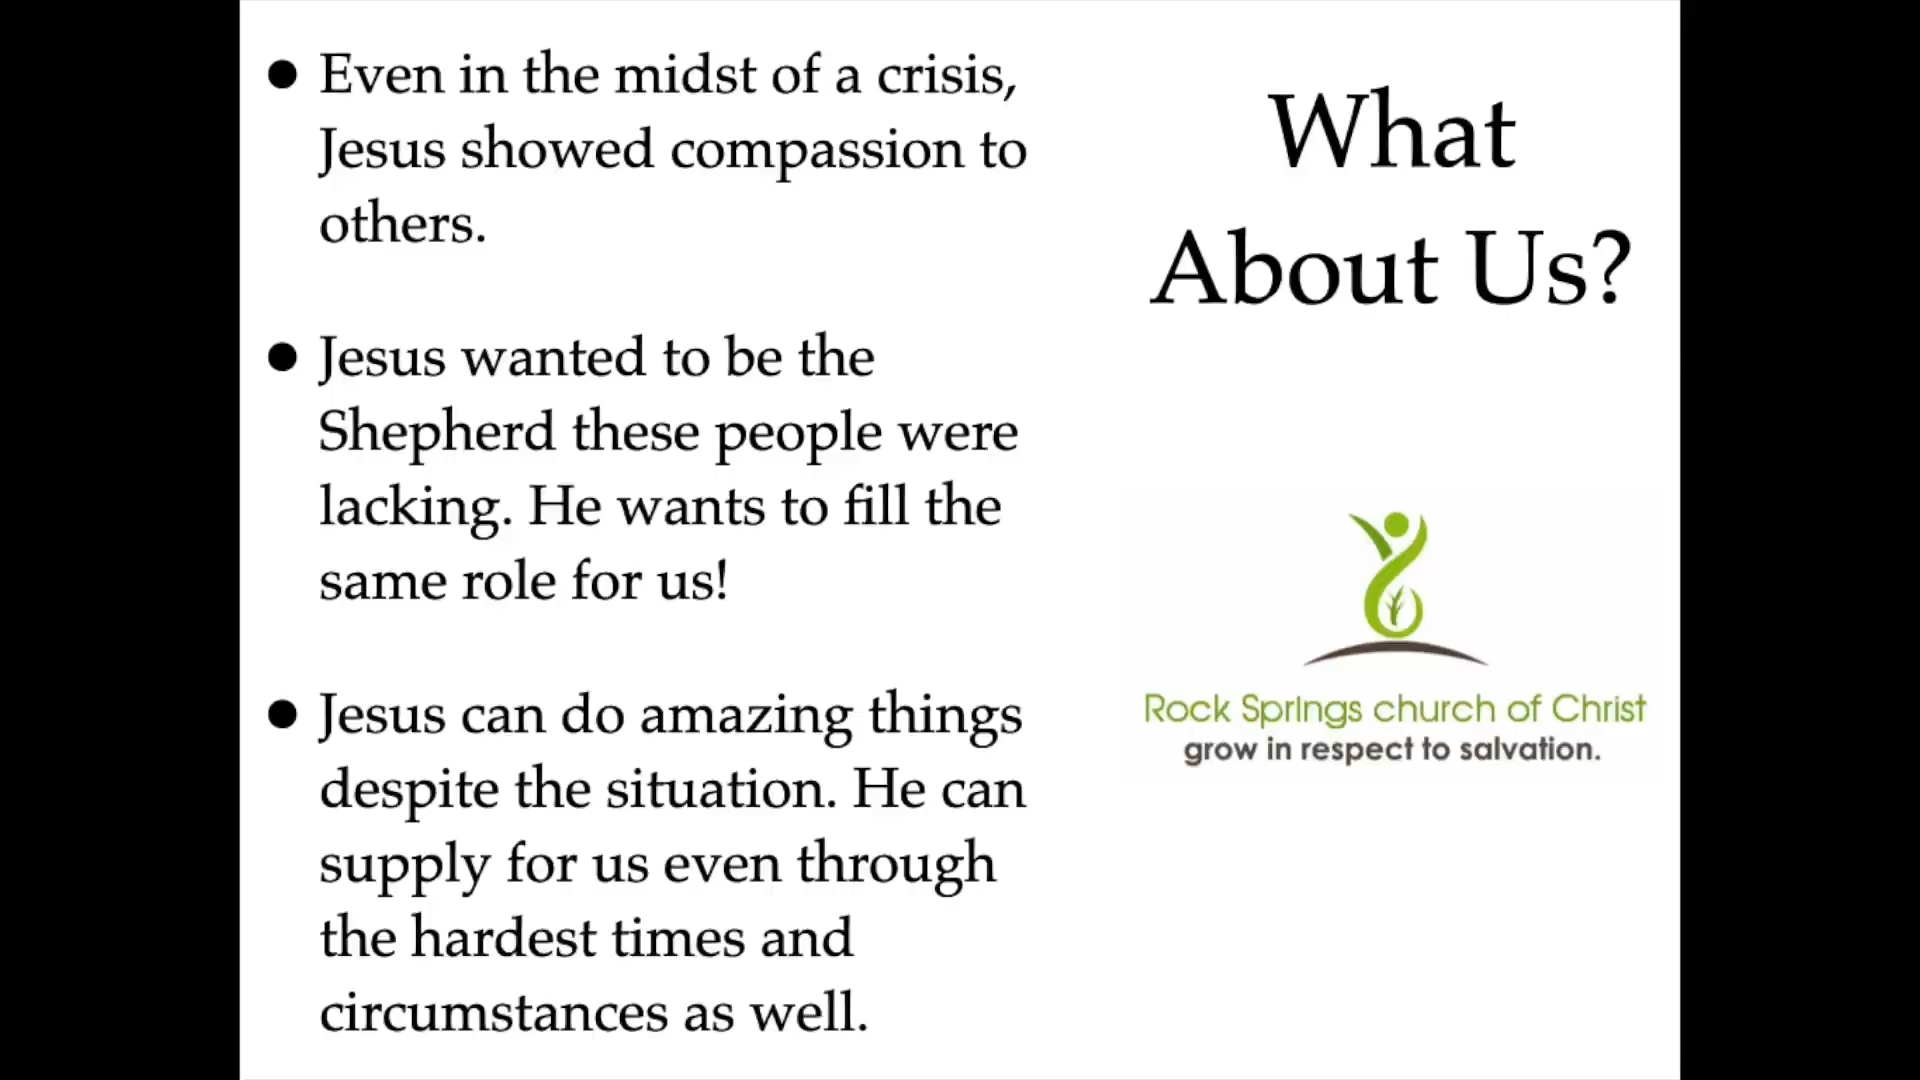 ● Even in the midst of a crisis,
Jesus showed compassion to
others.
● Jesus wanted to be the
Shepherd these people were
lacking. He wants to fill the
same role for us!
● Jesus can do amazing things
despite the situation. He can
supply for us even through
the hardest times and
circumstances as well.
What
About Us?
Rock Springs church of Christ
grow in respect to salvation.